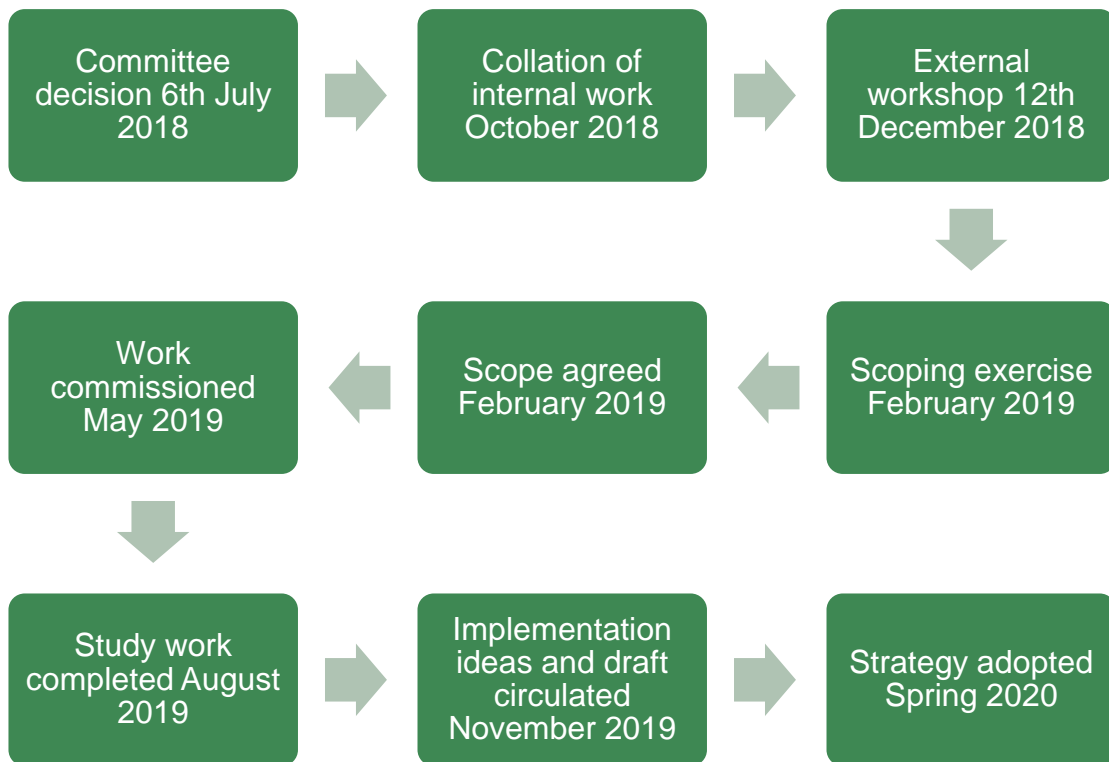 Committee
decision 6th July
2018
Collation of
internal work
October 2018
External
workshop 12th
December 2018
Scoping exercise
February 2019
Scope agreed
February 2019
Work
commissioned
May 2019
Study work
completed August
2019
Implementation
ideas and draft
circulated
November 2019
Strategy adopted
Spring 2020